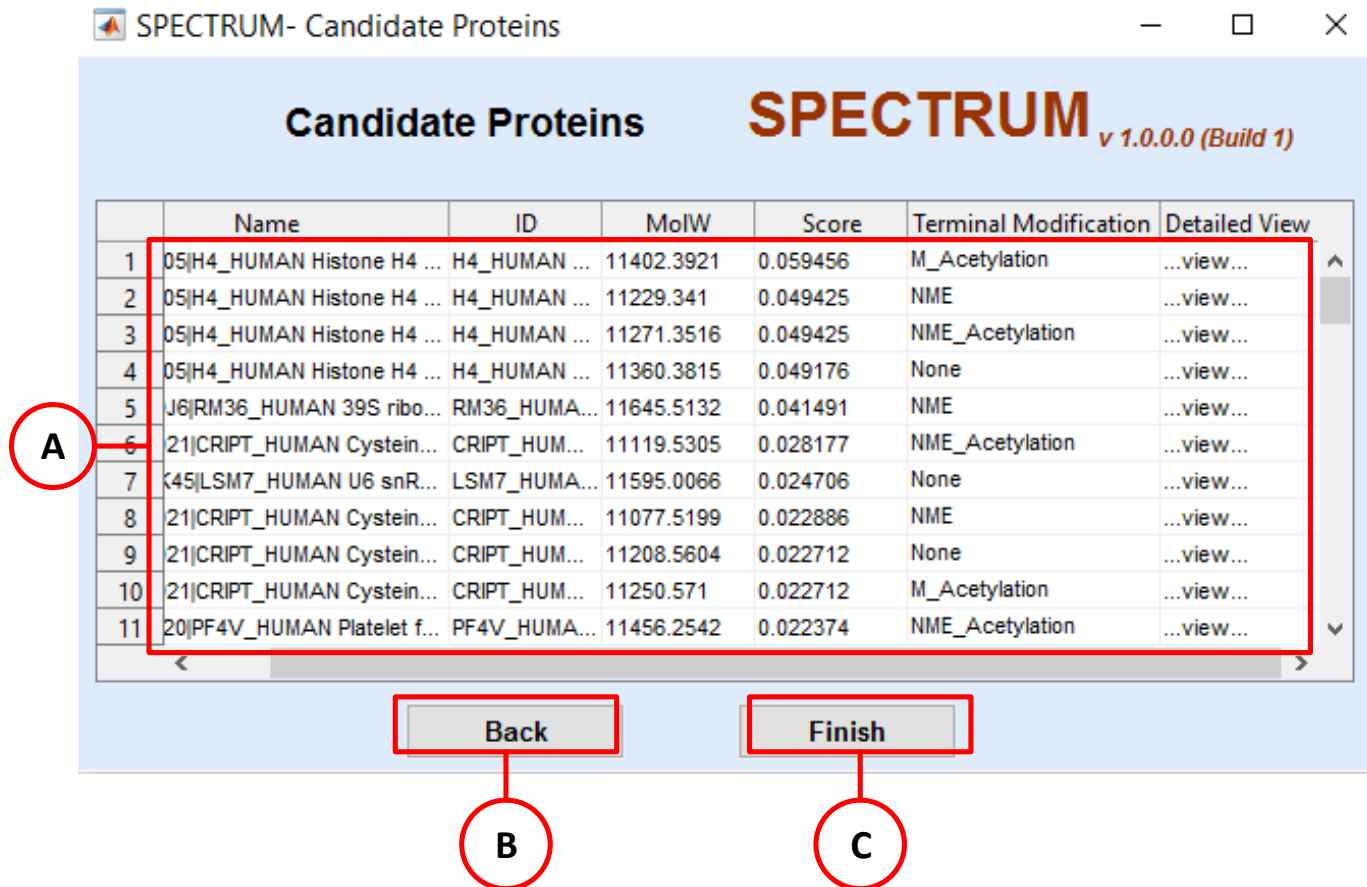 SPECTRUM- Candidate Proteins
Candidate Proteins SPECTRUM v 1.0.0.0 (Build 1)
Name ID MolW Score Terminal Modification Detailed View
1 05|H4_HUMAN Histone H4 ... H4_HUMAN ... 11402.3921 0.059456 M_Acetylation ...view...
2 05|H4_HUMAN Histone H4 ... H4_HUMAN ... 11229.341 0.049425 NME ...view...
3 05|H4_HUMAN Histone H4 ... H4_HUMAN ... 11271.3516 0.049425 NME_Acetylation ...view...
4 05|H4_HUMAN Histone H4 ... H4_HUMAN ... 11360.3815 0.049176 None ...view...
5 J6|RM36_HUMAN 39S ribo... RM36_HUMA... 11645.5132 0.041491 NME ...view...
A 6 21|CRIPT_HUMAN Cystein... CRIPT_HUM... 11119.5305 0.028177 NME_Acetylation ...view...
7 K45|LSM7_HUMAN U6 snR... LSM7_HUMA... 11595.0066 0.024706 None ...view...
8 21|CRIPT_HUMAN Cystein... CRIPT_HUM... 11077.5199 0.022886 NME ...view...
9 21|CRIPT_HUMAN Cystein... CRIPT_HUM... 11208.5604 0.022712 None ...view...
10 21|CRIPT_HUMAN Cystein... CRIPT_HUM... 11250.571 0.022712 M_Acetylation ...view...
11 20|PF4V_HUMAN Platelet f... PF4V_HUMA... 11456.2542 0.022374 NME_Acetylation ...view...
Back Finish
B C